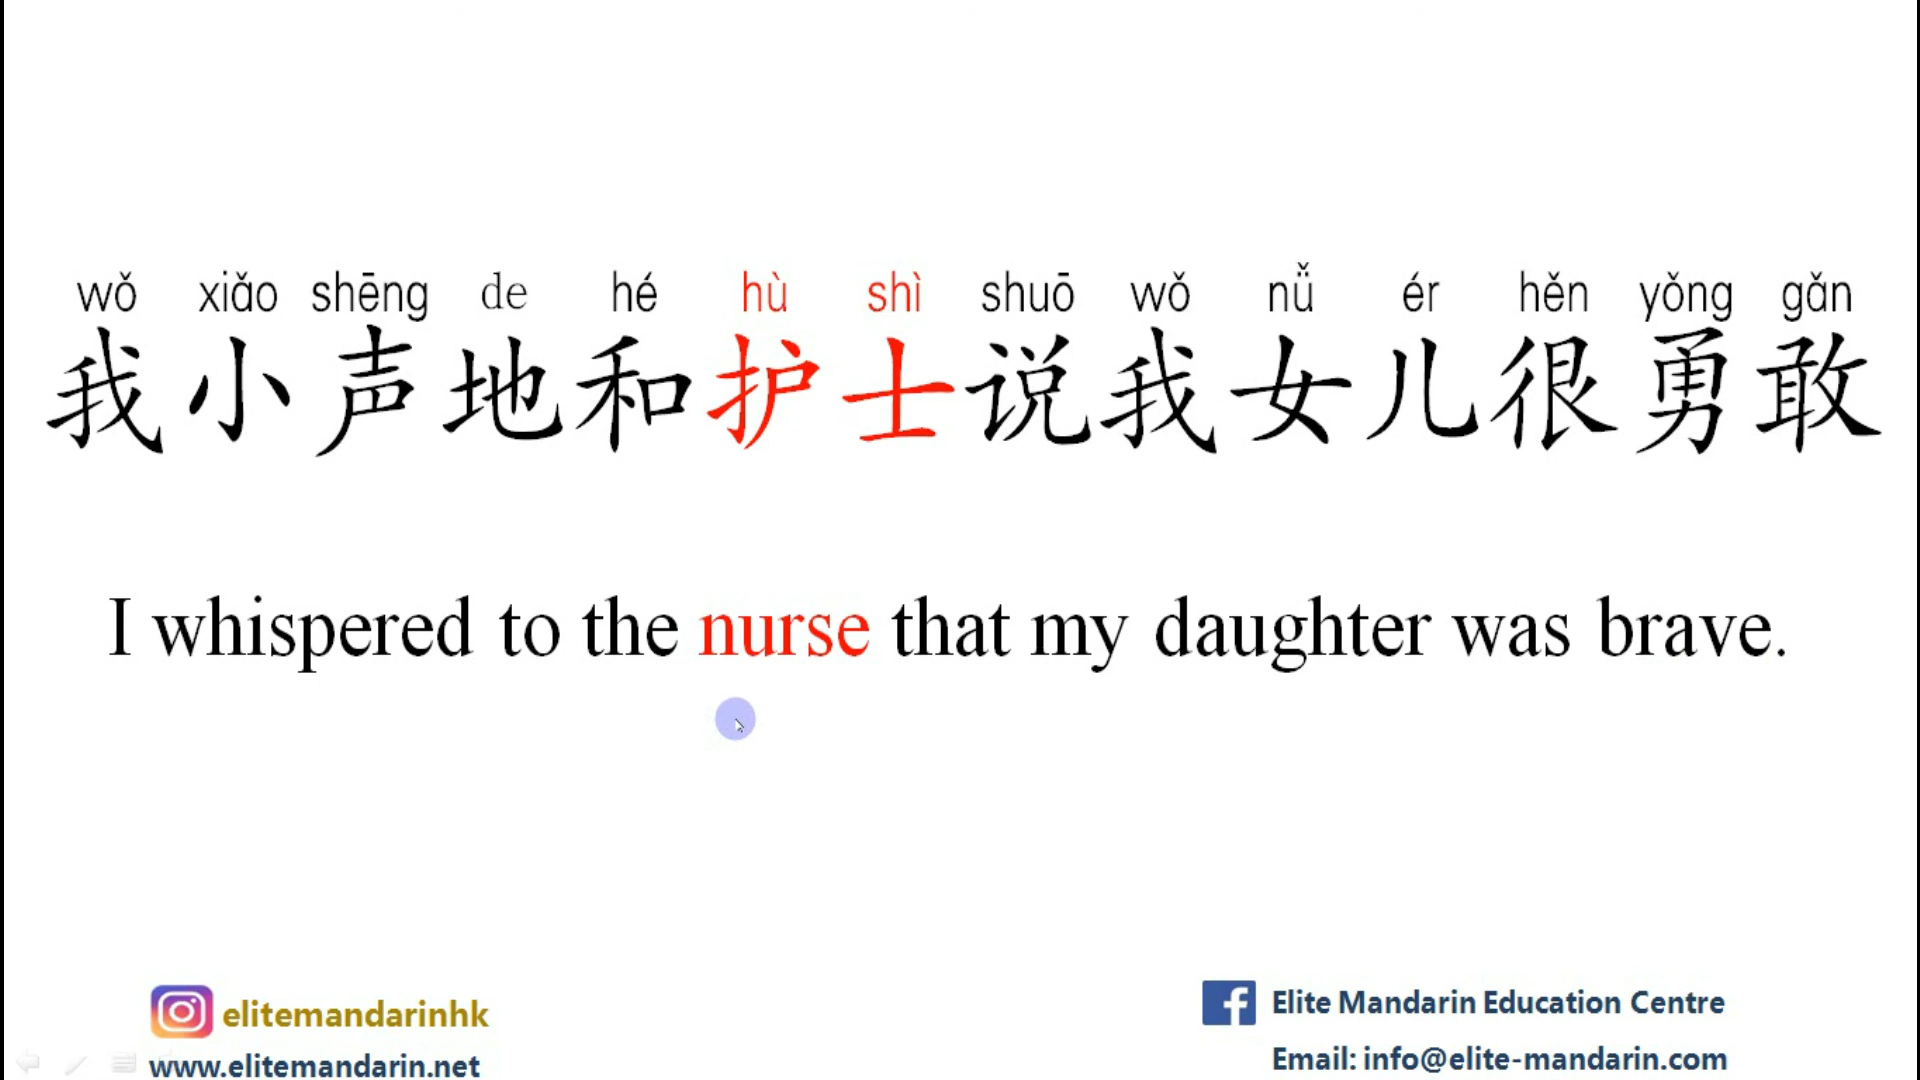 wǒ xiǎo shēng de hé hù shì shuō wǒ nǚ ér hěn yǒng gǎn
我小声地和护士说我女儿很勇敢
I whispered to the nurse that my daughter was brave.
elitemandarinhk
www.elitemandarin.net
Elite Mandarin Education Centre
Email: info@elite-mandarin.com